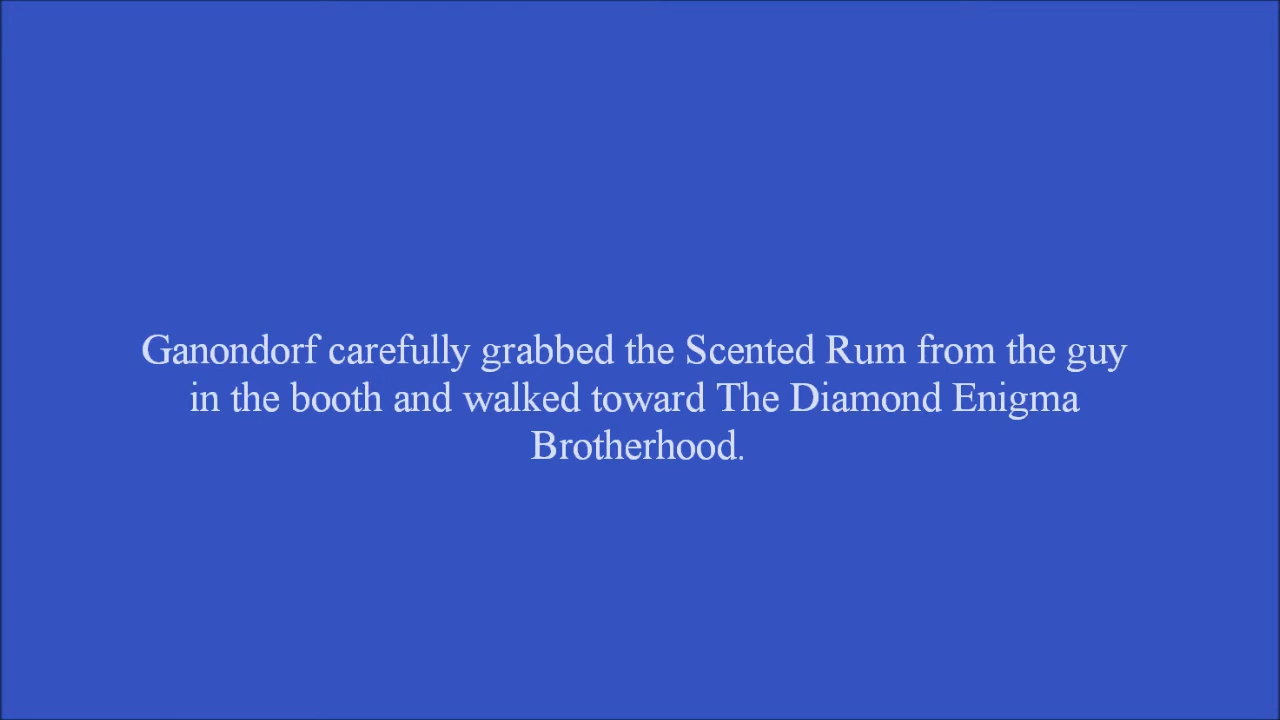 Ganondorf carefully grabbed the Scented Rum from the guy
in the booth and walked toward The Diamond Enigma
Brotherhood.